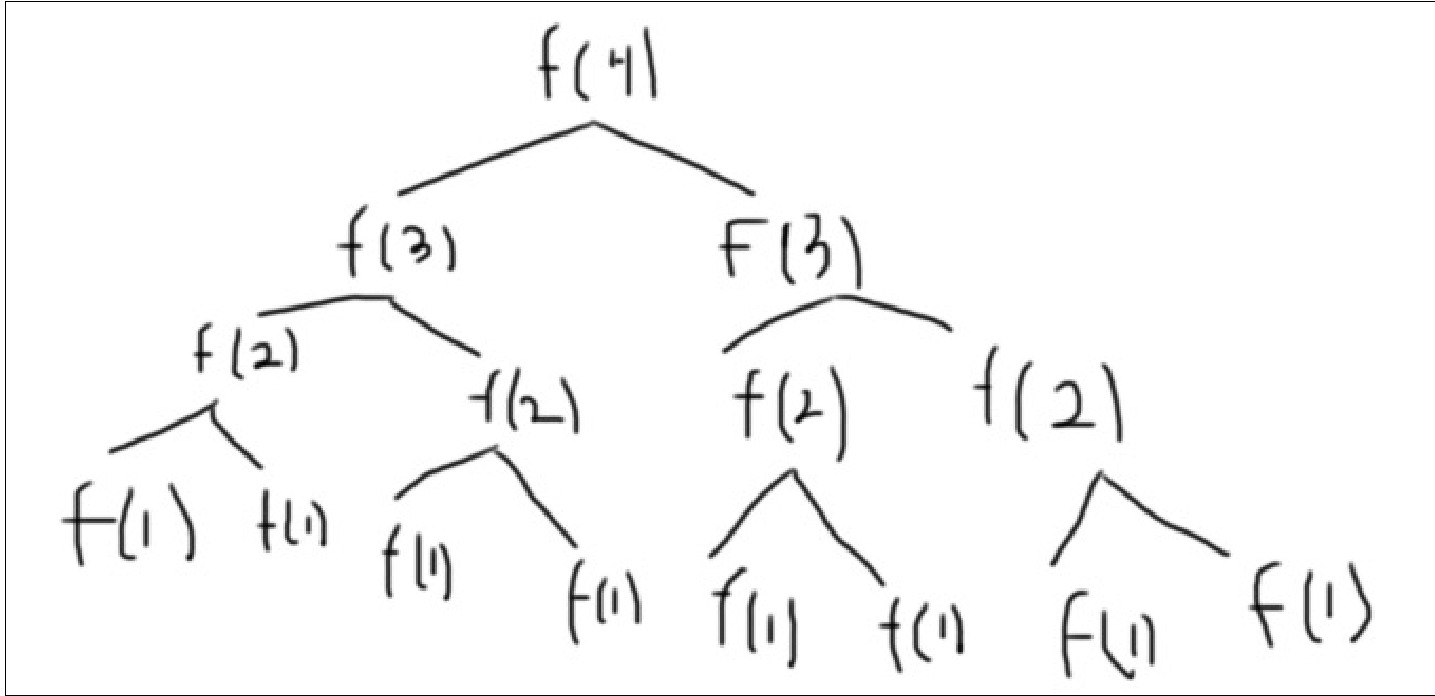 f(4)
f(3) F(3)
f(2) f(2) f(2) f(2)
f(1) f(1) f(1) f(1) f(1) f(1) f(1) f(1)